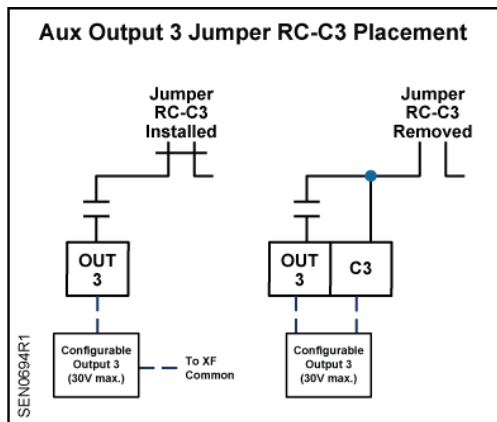 Aux Output 3 Jumper RC-C3 Placement
Jumper
RC-C3
Installed
OUT
3
Configurable
Output 3
(30V max.)
To XF
Common
Jumper
RC-C3
Removed
OUT
3
C3
Configurable
Output 3
(30V max.)
SEN0694R1